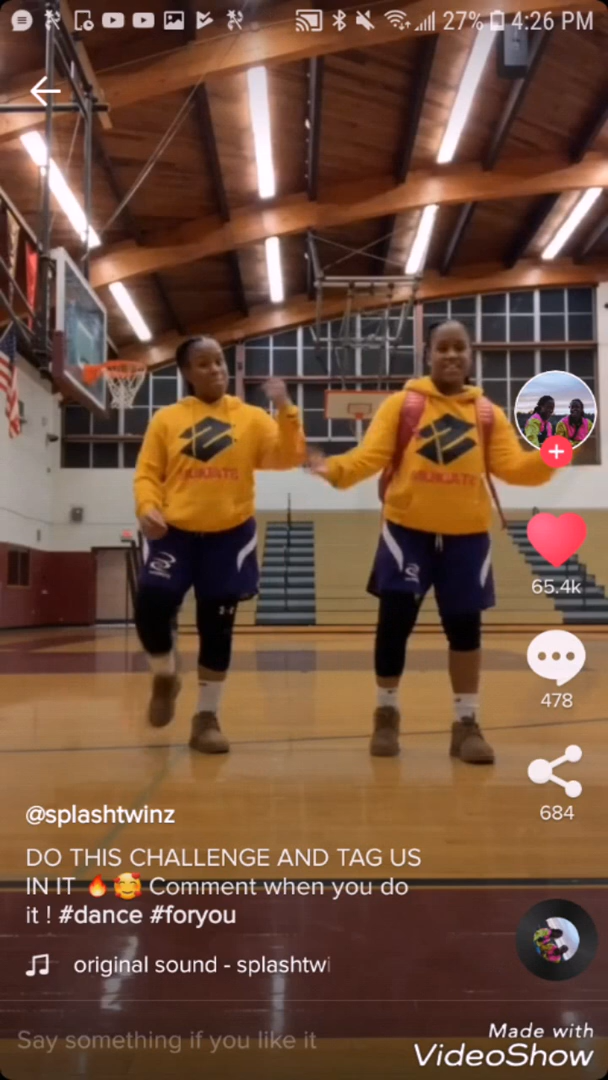 27% 4:26 PM
65.4k
478
684
@splashtwinz
DO THIS CHALLENGE AND TAG US
IN IT 🔥🥰 Comment when you do
it ! #dance #foryou
original sound - splashtwi
Say something if you like it
Made with
VideoShow